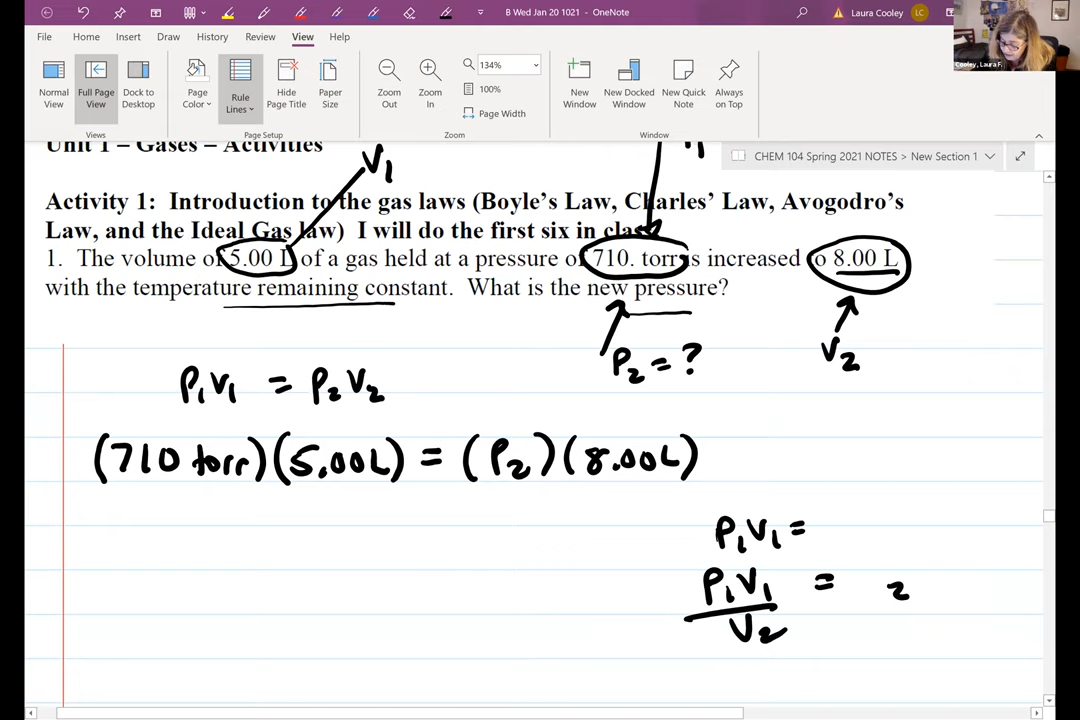 B Wed Jan 20 1021 - OneNote
Laura Cooley LC
File Home Insert Draw History Review View Help
Cooley, Laura F.
Normal View
Full Page View
Dock to Desktop
Page Color
Rule Lines
Hide Page Title
Paper Size
Zoom Out
Zoom In
134%
100%
Page Width
New Window
New Docked Window
New Quick Note
Always on Top
Views Page Setup Zoom Window
CHEM 104 Spring 2021 NOTES > New Section 1
Unit 1 – Gases – Activities
V₁
Activity 1: Introduction to the gas laws (Boyle's Law, Charles' Law, Avogodro's
Law, and the Ideal Gas law) I will do the first six in class
1. The volume of 5.00 L of a gas held at a pressure of 710. torr is increased to 8.00 L
with the temperature remaining constant. What is the new pressure?
P₂ = ?
V₂
P₁V₁ = P₂V₂
(710 torr)(5.00L) = (P₂)(8.00L)
P₁V₁ =
P₁V₁ = 2
V₂